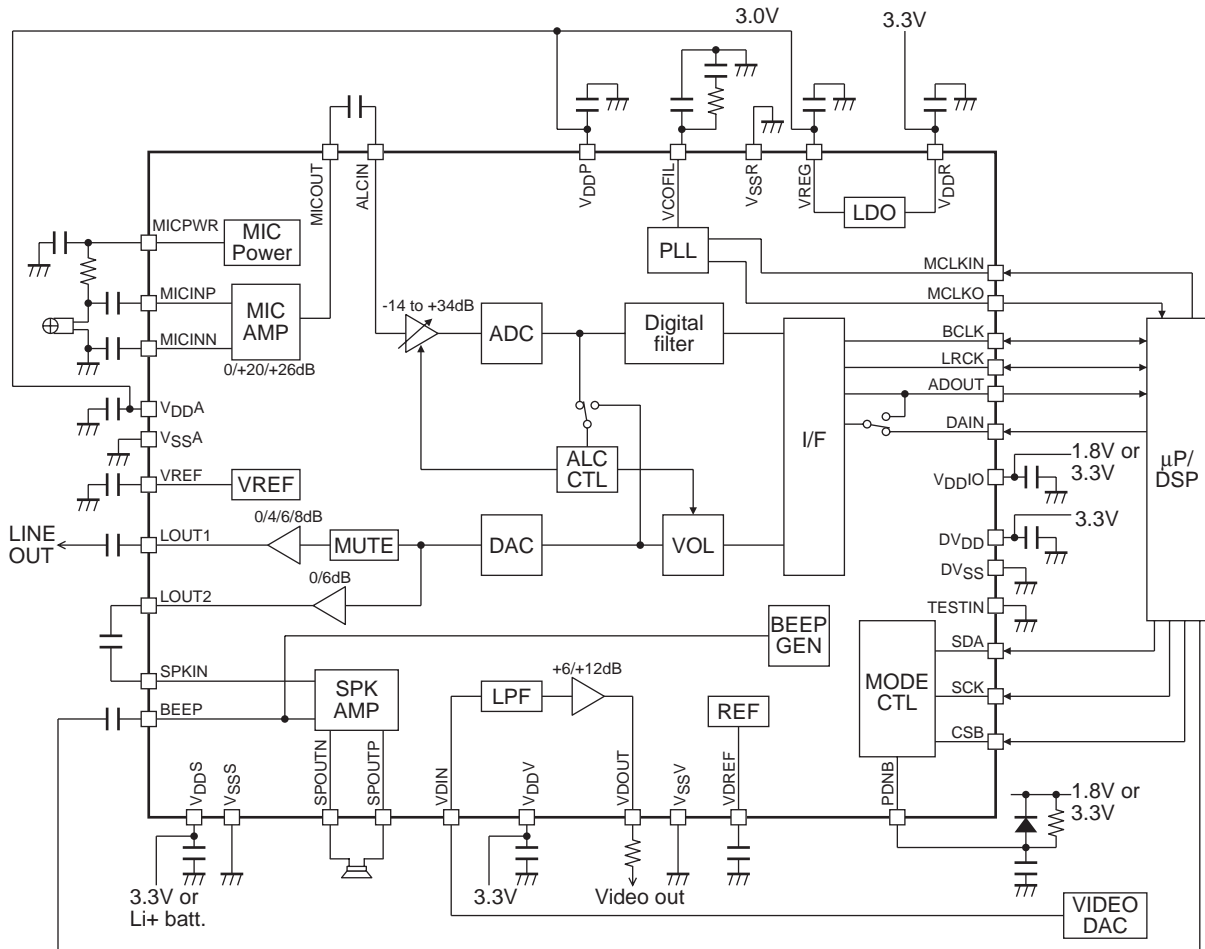 3.0V
3.3V
MICOUT
ALCIN
VDDP
VCOFIL
VSSR
VREG
VDDR
LDO
MICPWR
MIC
Power
PLL
MCLKIN
MICINP
MIC
AMP
-14 to +34dB
ADC
Digital
filter
MCLKO
MICINN
BCLK
0/+20/+26dB
LRCK
ADOUT
VDDA
I/F
DAIN
VSSA
ALC
CTL
1.8V or
3.3V
µP/
DSP
VREF
VREF
VDDIO
LINE
OUT
LOUT1
0/4/6/8dB
MUTE
DAC
VOL
3.3V
DVDD
DVSS
LOUT2
0/6dB
TESTIN
BEEP
GEN
SDA
SPKIN
SPK
AMP
+6/+12dB
LPF
MODE
CTL
SCK
BEEP
REF
CSB
VDDS
VSSS
SPOUTN
SPOUTP
VDIN
VDDV
VDOUT
VSSV
VDREF
PDNB
1.8V or
3.3V
3.3V or
Li+ batt.
3.3V
Video out
VIDEO
DAC